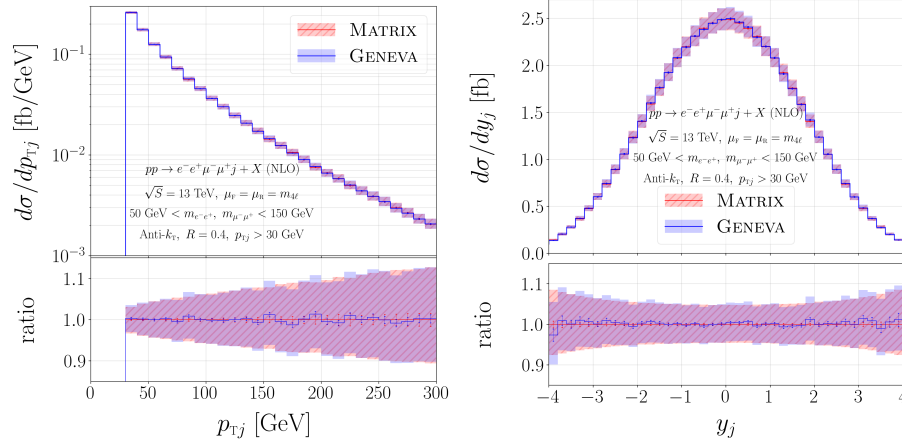 MATRIX
GENEVA
dσ/dp_{Tj} [fb/GeV]
10^{−1}
10^{−2}
10^{−3}
pp → e^−e^+μ^−μ^+j + X (NLO)
√S = 13 TeV, μ_F = μ_R = m_{4ℓ}
50 GeV < m_{e^−e^+}, m_{μ^−μ^+} < 150 GeV
Anti-k_T, R = 0.4, p_{Tj} > 30 GeV
ratio
1.1
1.0
0.9
0 50 100 150 200 250 300
p_{Tj} [GeV]
dσ/dy_j [fb]
2.5
2.0
1.5
1.0
0.5
0.0
pp → e^−e^+μ^−μ^+j + X (NLO)
√S = 13 TeV, μ_F = μ_R = m_{4ℓ}
50 GeV < m_{e^−e^+}, m_{μ^−μ^+} < 150 GeV
Anti-k_T, R = 0.4, p_{Tj} > 30 GeV
MATRIX
GENEVA
ratio
1.1
1.0
0.9
−4 −3 −2 −1 0 1 2 3 4
y_j